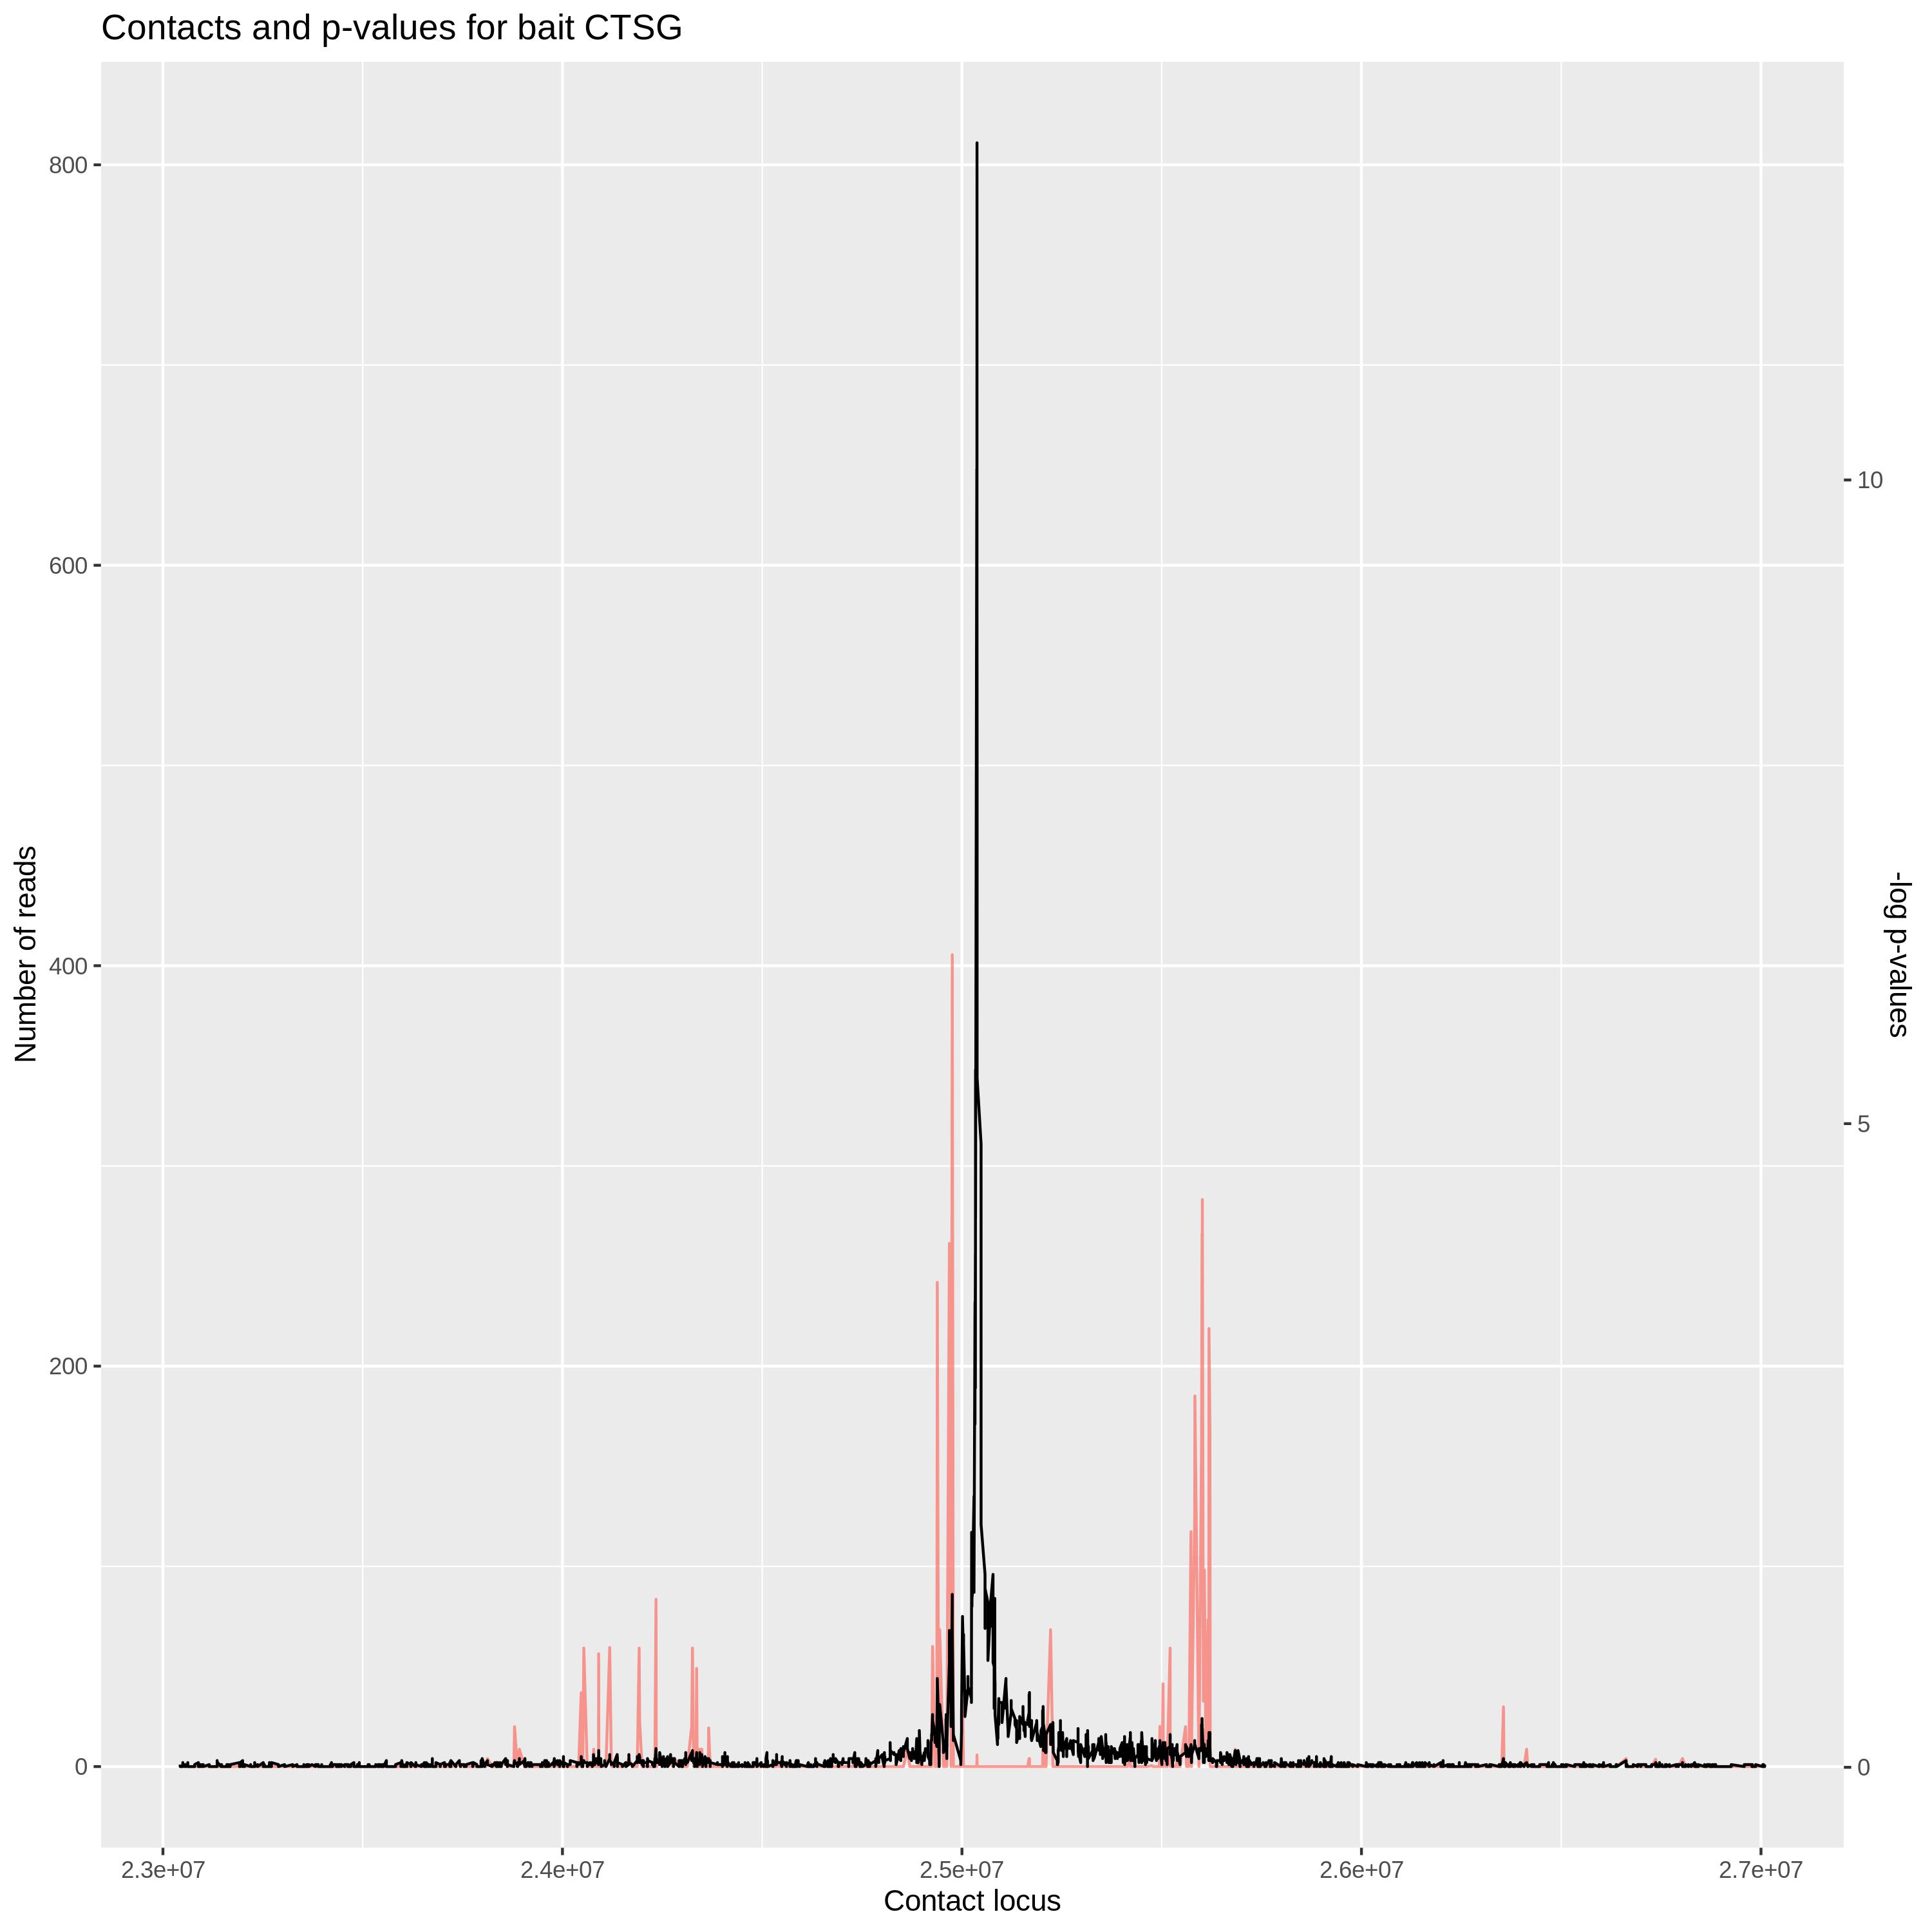 Contacts and p-values for bait CTSG
800
600
400
200
0
Number of reads
10
5
0
-log p-values
2.3e+07 2.4e+07 2.5e+07 2.6e+07 2.7e+07
Contact locus